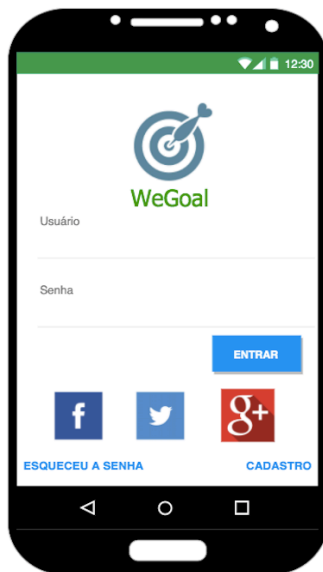 12:30
WeGoal
Usuário
Senha
ENTRAR
f
g+
ESQUECEU A SENHA
CADASTRO